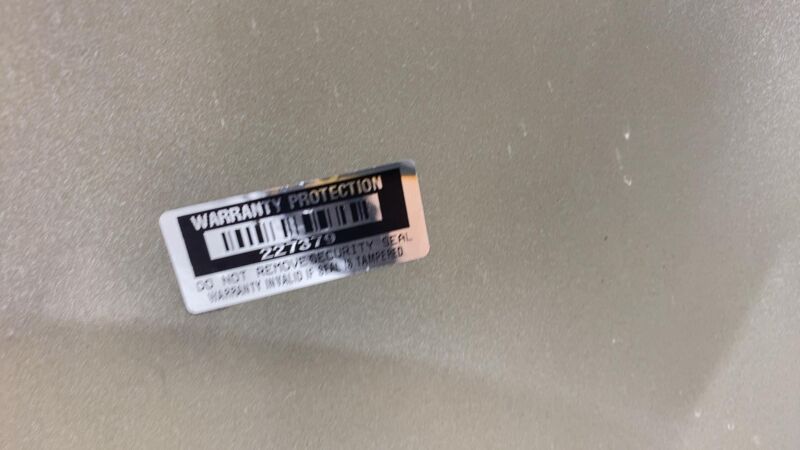 WARRANTY PROTECTION
227379
DO NOT REMOVE SECURITY SEAL
WARRANTY INVALID IF SEAL IS TAMPERED